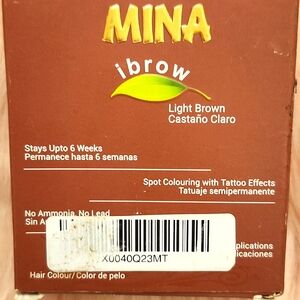 MINA
ibrow
Light Brown
Castaño Claro
Stays Upto 6 Weeks
Permanece hasta 6 semanas
Spot Colouring with Tattoo Effects
Tatuaje semipermanente
No Ammonia, No Lead
Sin
X0040Q23MT
Hair Colour/Color de pelo